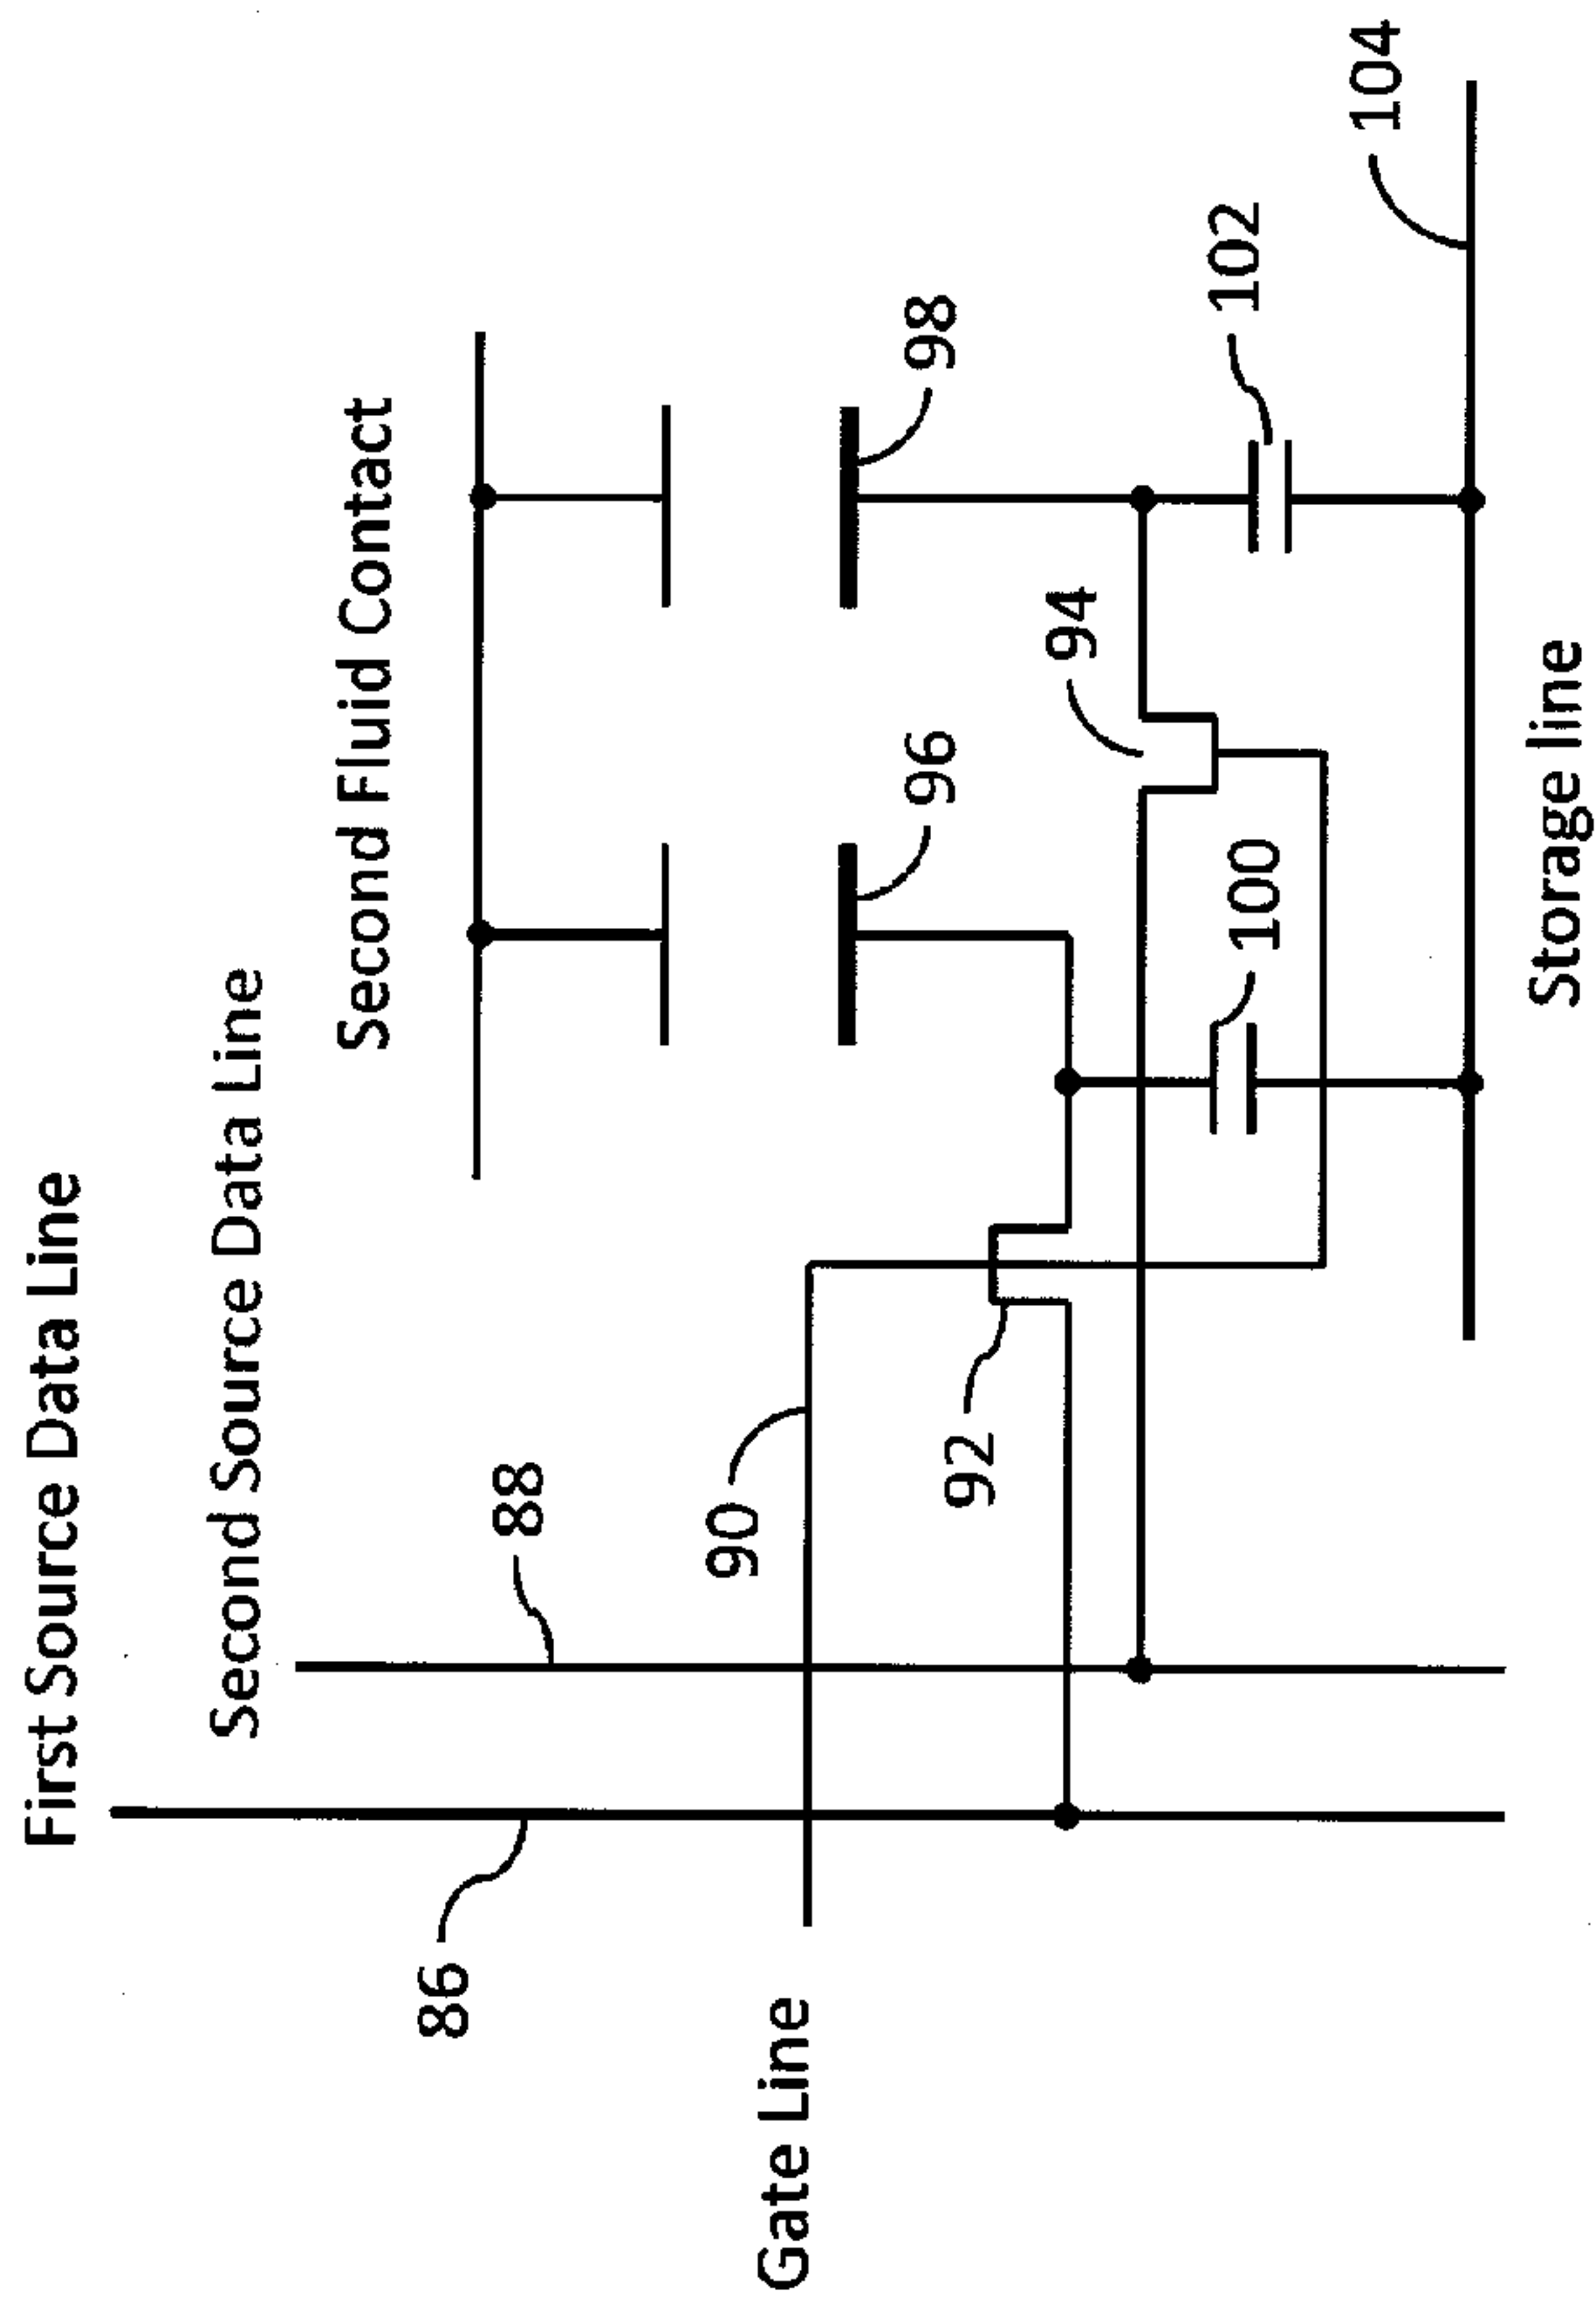 First Source Data Line
Second Source Data Line
Second Fluid Contact
86
88
90
Gate Line
92
96
98
94
100
102
104
Storage line